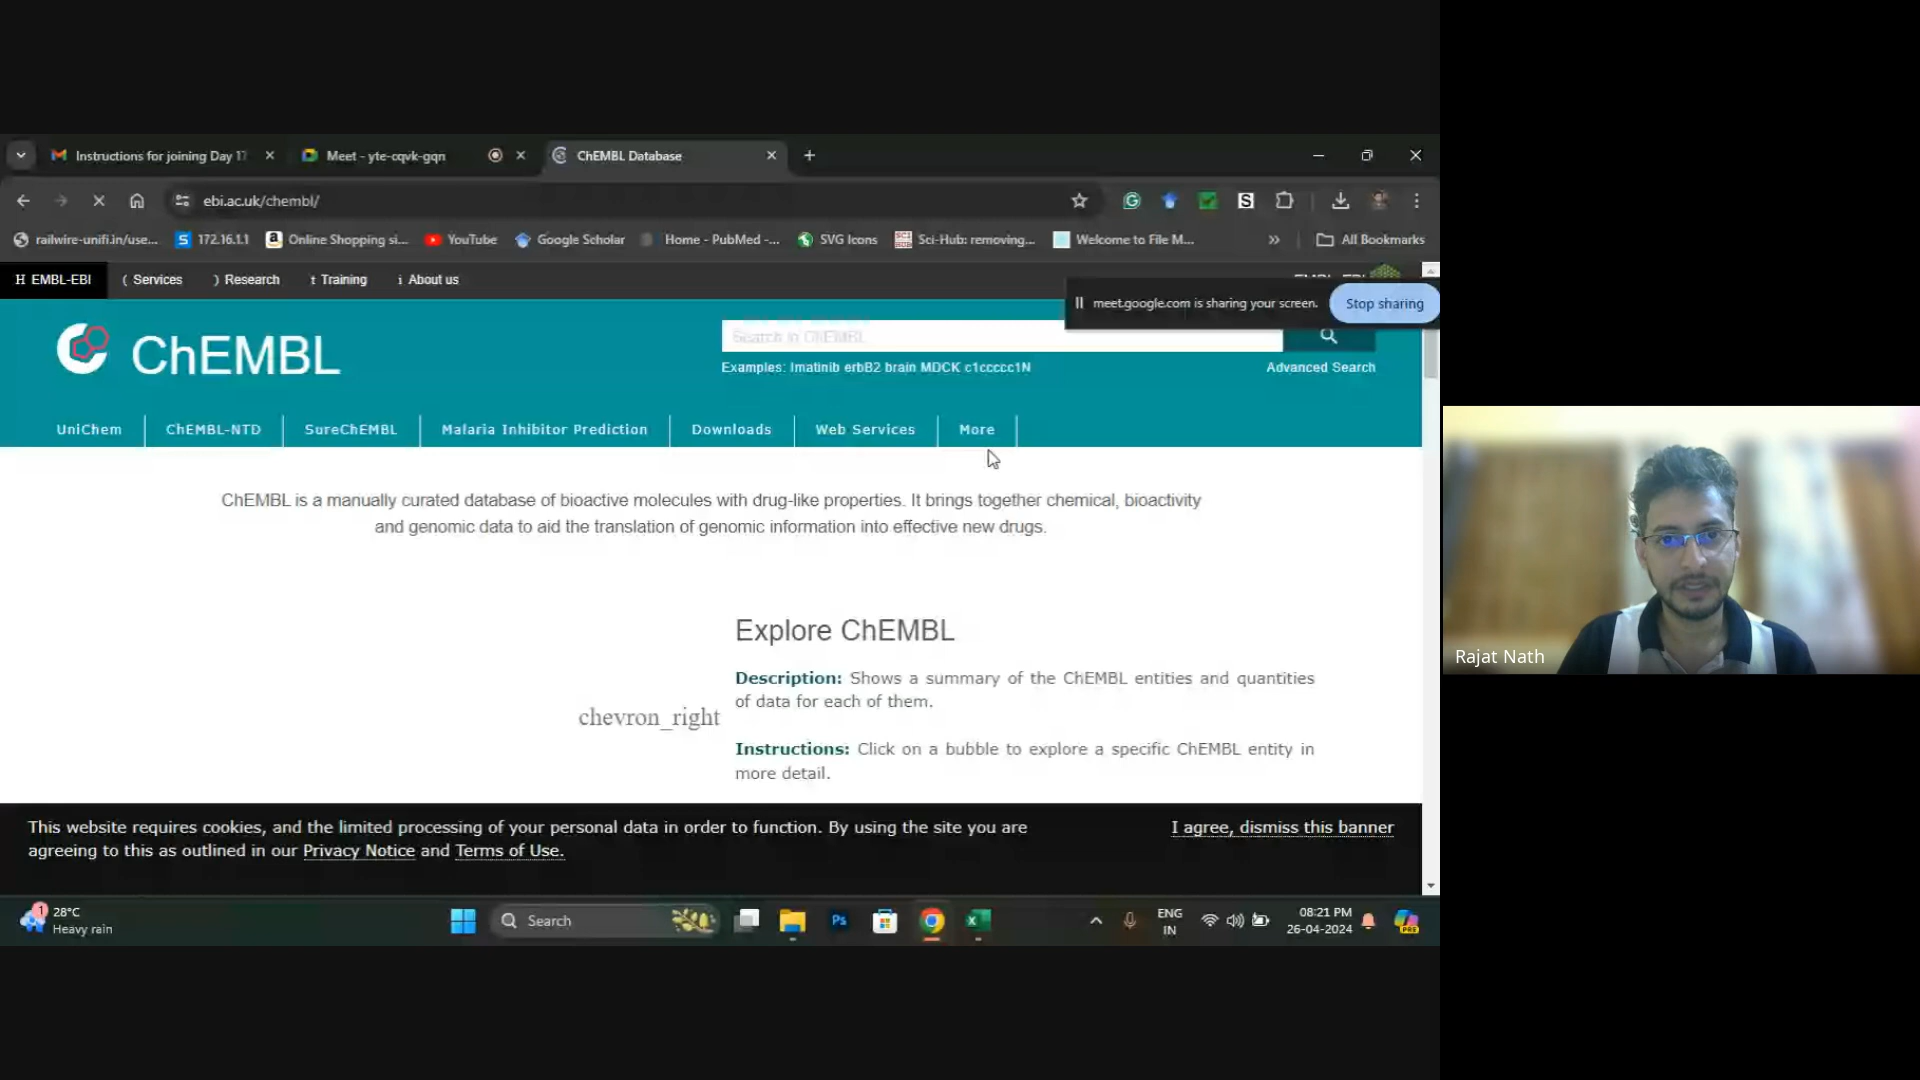 Instructions for joining Day 17
Meet - yte-cqvk-gqn
ChEMBL Database
ebi.ac.uk/chembl/
railwire-unifi.in/use...
172.16.1.1
Online Shopping si...
YouTube
Google Scholar
Home - PubMed -...
SVG Icons
Sci-Hub: removing...
Welcome to File M...
»
All Bookmarks
H EMBL-EBI
( Services
) Research
t Training
i About us
meet.google.com is sharing your screen.
Stop sharing
ChEMBL
Search in ChEMBL
Examples: Imatinib erbB2 brain MDCK c1ccccc1N
Advanced Search
UniChem
ChEMBL-NTD
SureChEMBL
Malaria Inhibitor Prediction
Downloads
Web Services
More
ChEMBL is a manually curated database of bioactive molecules with drug-like properties. It brings together chemical, bioactivity
and genomic data to aid the translation of genomic information into effective new drugs.
Explore ChEMBL
Description: Shows a summary of the ChEMBL entities and quantities
of data for each of them.
chevron_right
Instructions: Click on a bubble to explore a specific ChEMBL entity in
more detail.
This website requires cookies, and the limited processing of your personal data in order to function. By using the site you are
agreeing to this as outlined in our Privacy Notice and Terms of Use.
I agree, dismiss this banner
Rajat Nath
1
28°C
Heavy rain
Search
Ps
ENG
IN
08:21 PM
26-04-2024
PRE